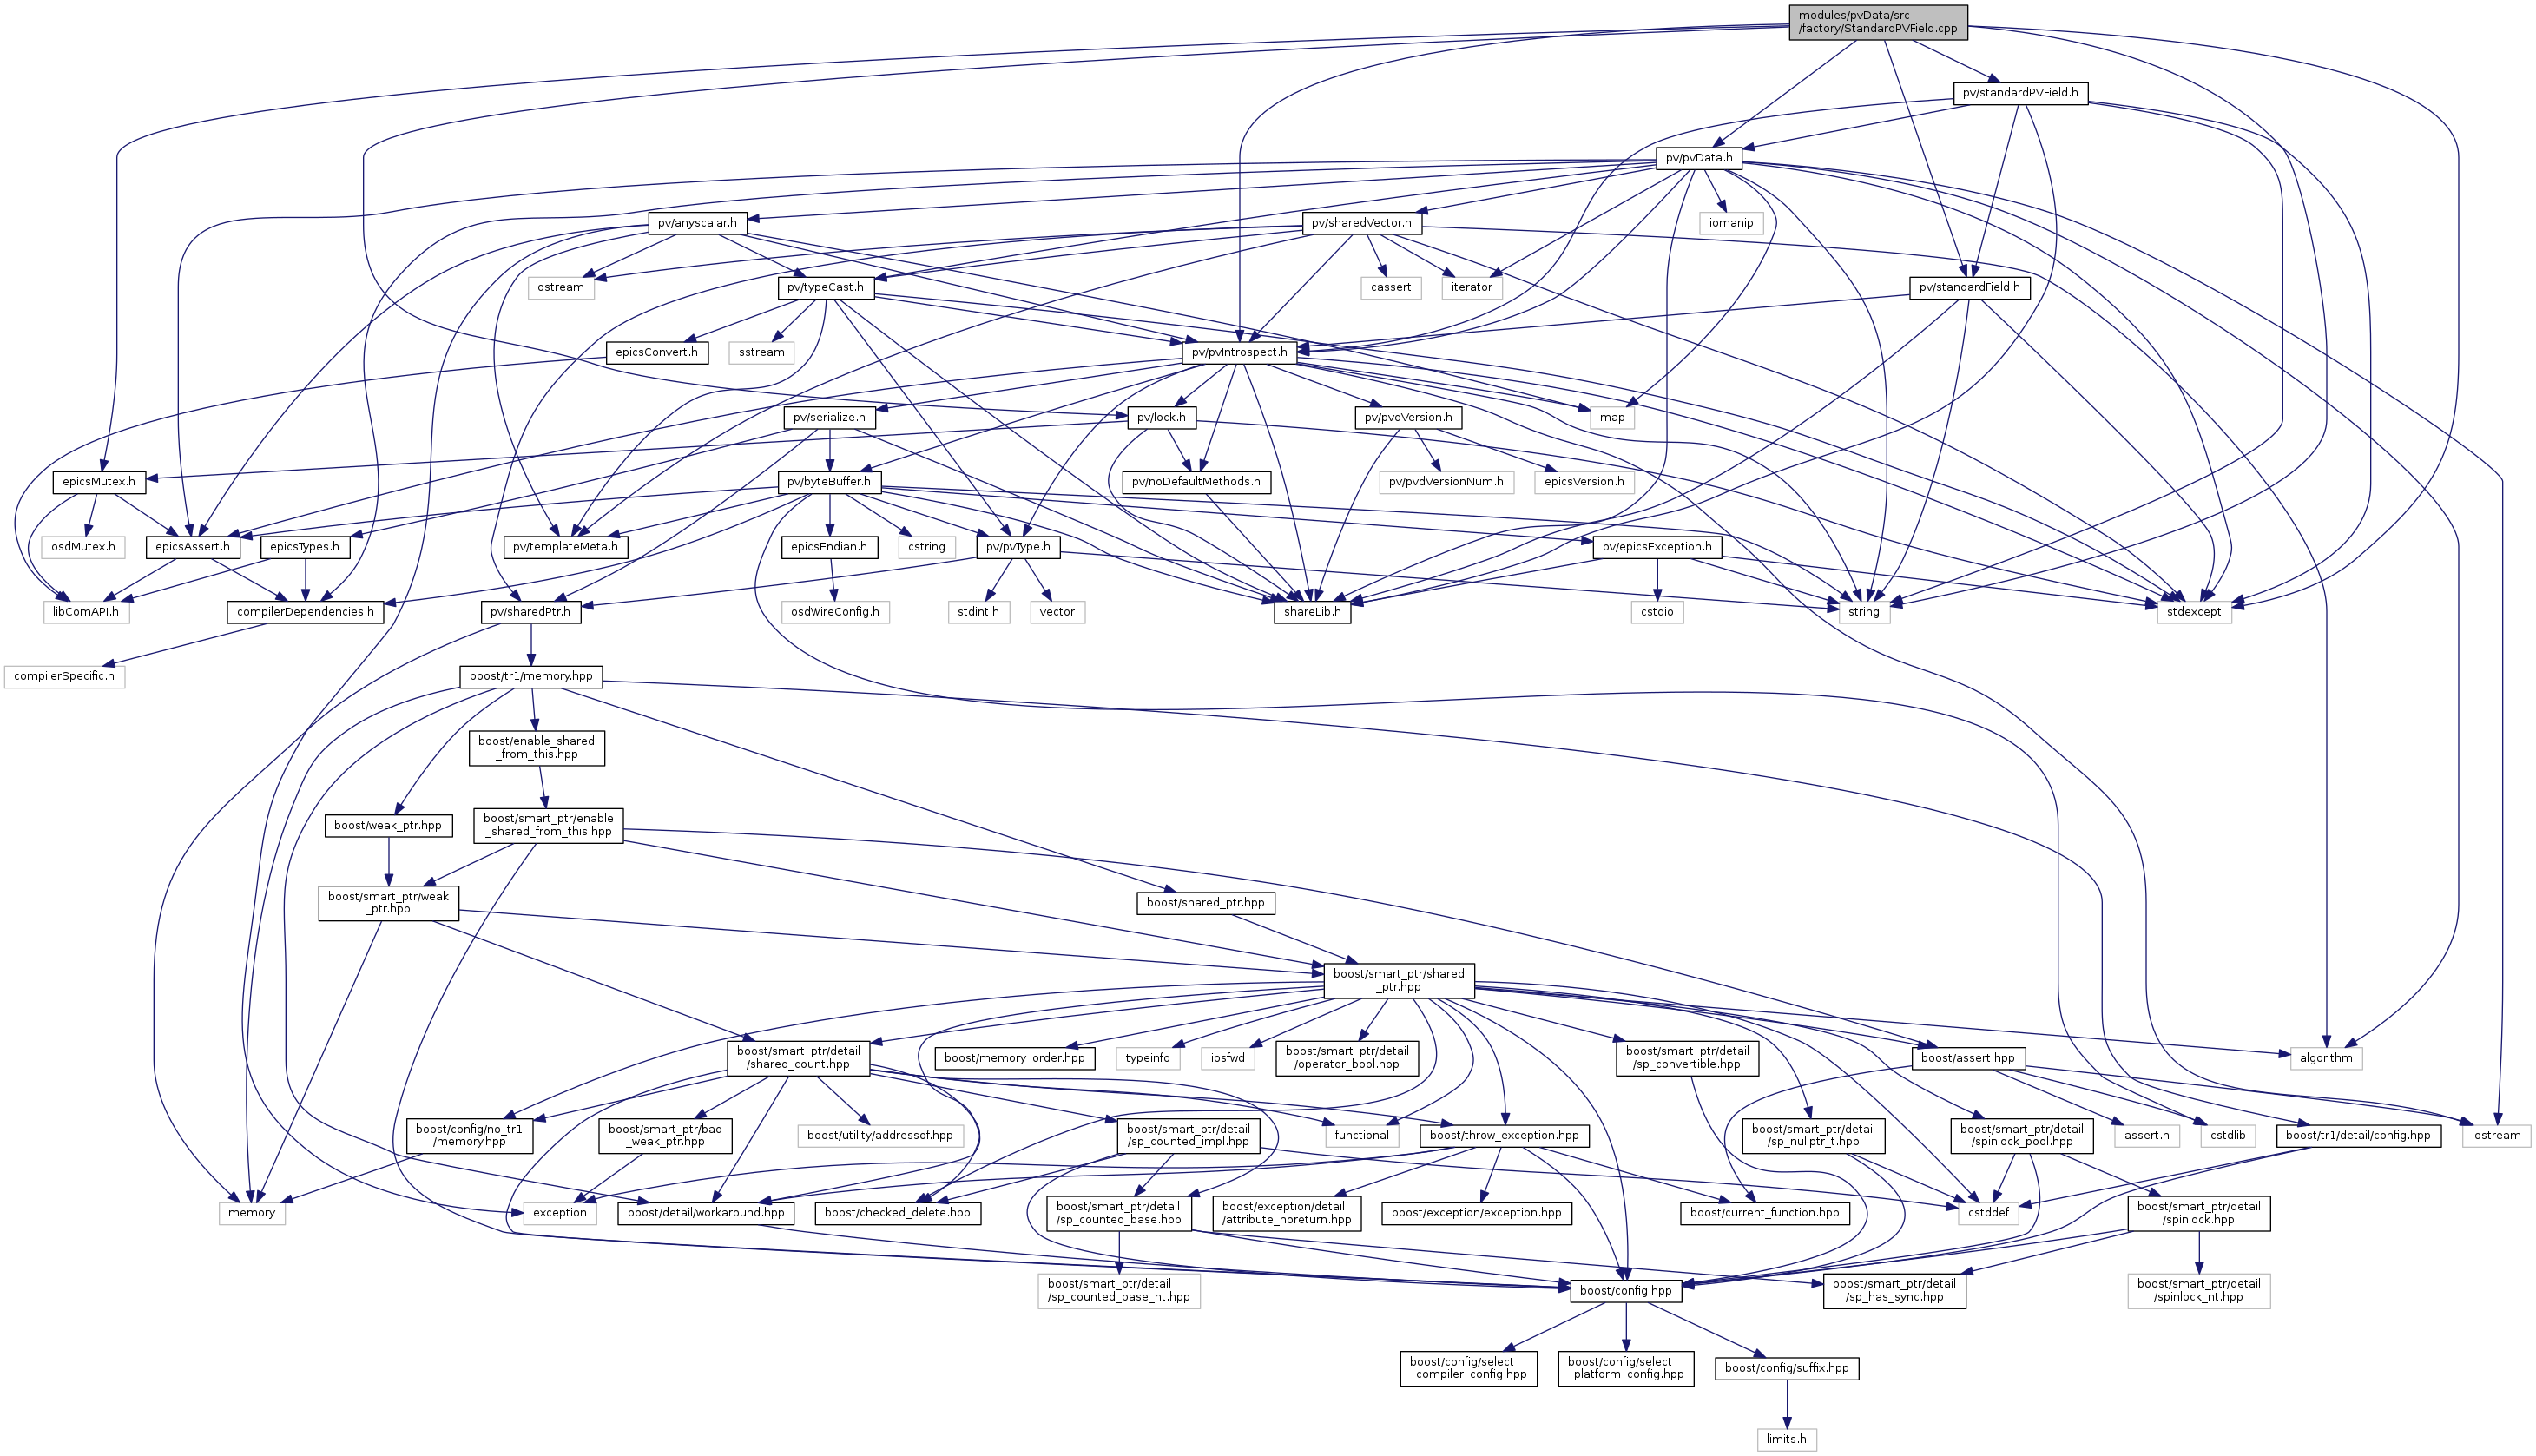 modules/pvData/src
/factory/StandardPVField.cpp
pv/standardPVField.h
pv/pvData.h
pv/anyscalar.h
pv/sharedVector.h
iomanip
ostream
pv/typeCast.h
cassert
iterator
pv/standardField.h
epicsConvert.h
sstream
pv/pvIntrospect.h
pv/serialize.h
pv/lock.h
pv/pvdVersion.h
map
epicsMutex.h
pv/byteBuffer.h
pv/noDefaultMethods.h
pv/pvdVersionNum.h
epicsVersion.h
osdMutex.h
epicsAssert.h
epicsTypes.h
pv/templateMeta.h
epicsEndian.h
cstring
pv/pvType.h
pv/epicsException.h
libComAPI.h
compilerDependencies.h
pv/sharedPtr.h
osdWireConfig.h
stdint.h
vector
shareLib.h
cstdio
string
stdexcept
compilerSpecific.h
boost/tr1/memory.hpp
boost/enable_shared
_from_this.hpp
boost/weak_ptr.hpp
boost/smart_ptr/enable
_shared_from_this.hpp
boost/smart_ptr/weak
_ptr.hpp
boost/shared_ptr.hpp
boost/smart_ptr/shared
_ptr.hpp
boost/smart_ptr/detail
/shared_count.hpp
boost/memory_order.hpp
typeinfo
iosfwd
boost/smart_ptr/detail
/operator_bool.hpp
boost/smart_ptr/detail
/sp_convertible.hpp
boost/assert.hpp
algorithm
boost/config/no_tr1
/memory.hpp
boost/smart_ptr/bad
_weak_ptr.hpp
boost/utility/addressof.hpp
boost/smart_ptr/detail
/sp_counted_impl.hpp
functional
boost/throw_exception.hpp
boost/smart_ptr/detail
/sp_nullptr_t.hpp
boost/smart_ptr/detail
/spinlock_pool.hpp
assert.h
cstdlib
boost/tr1/detail/config.hpp
iostream
memory
exception
boost/detail/workaround.hpp
boost/checked_delete.hpp
boost/smart_ptr/detail
/sp_counted_base.hpp
boost/exception/detail
/attribute_noreturn.hpp
boost/exception/exception.hpp
boost/current_function.hpp
cstddef
boost/smart_ptr/detail
/spinlock.hpp
boost/smart_ptr/detail
/sp_counted_base_nt.hpp
boost/config.hpp
boost/smart_ptr/detail
/sp_has_sync.hpp
boost/smart_ptr/detail
/spinlock_nt.hpp
boost/config/select
_compiler_config.hpp
boost/config/select
_platform_config.hpp
boost/config/suffix.hpp
limits.h